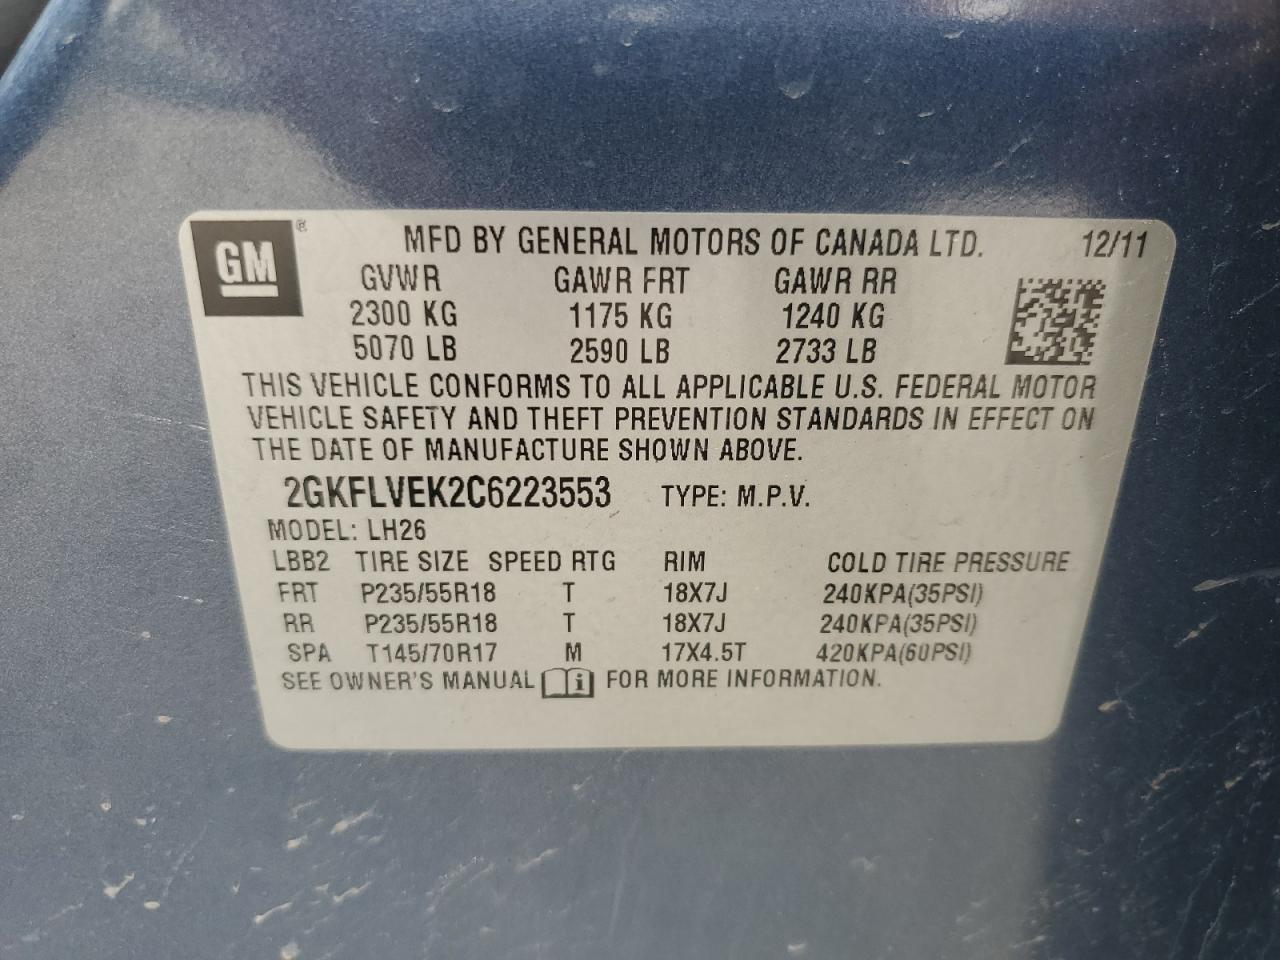 GM ® MFD BY GENERAL MOTORS OF CANADA LTD. 12/11
GVWR GAWR FRT GAWR RR
2300 KG 1175 KG 1240 KG
5070 LB 2590 LB 2733 LB
THIS VEHICLE CONFORMS TO ALL APPLICABLE U.S. FEDERAL MOTOR
VEHICLE SAFETY AND THEFT PREVENTION STANDARDS IN EFFECT ON
THE DATE OF MANUFACTURE SHOWN ABOVE.
2GKFLVEK2C6223553 TYPE: M.P.V.
MODEL: LH26
LBB2 TIRE SIZE SPEED RTG RIM COLD TIRE PRESSURE
FRT P235/55R18 T 18X7J 240KPA(35PSI)
RR P235/55R18 T 18X7J 240KPA(35PSI)
SPA T145/70R17 M 17X4.5T 420KPA(60PSI)
SEE OWNER'S MANUAL i FOR MORE INFORMATION.